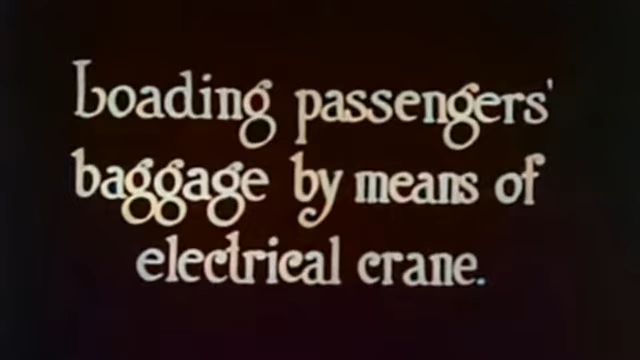 Loading passengers'
baggage by means of
electrical crane.